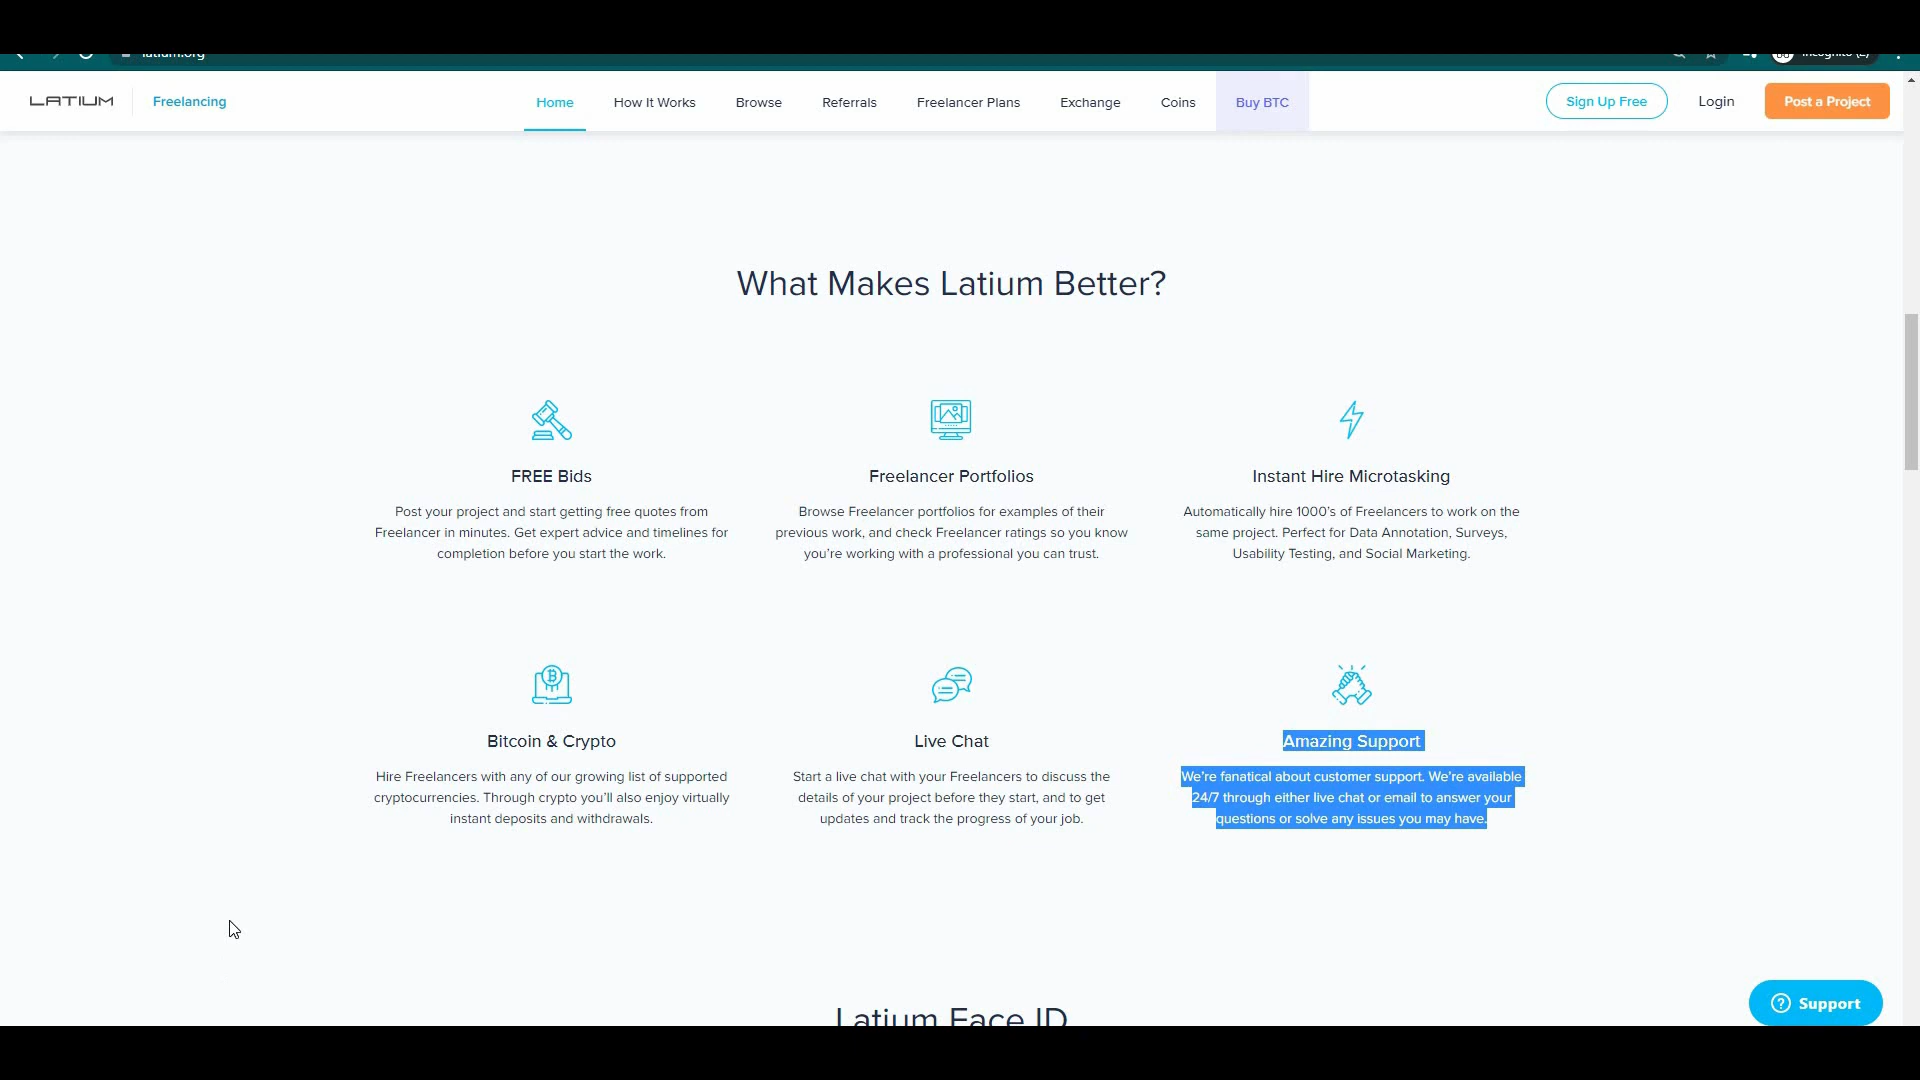 latium.org
Incognito (2)
LATIUM
Freelancing
Home
How It Works
Browse
Referrals
Freelancer Plans
Exchange
Coins
Buy BTC
Sign Up Free
Login
Post a Project
What Makes Latium Better?
FREE Bids
Post your project and start getting free quotes from
Freelancer in minutes. Get expert advice and timelines for
completion before you start the work.
Freelancer Portfolios
Browse Freelancer portfolios for examples of their
previous work, and check Freelancer ratings so you know
you're working with a professional you can trust.
Instant Hire Microtasking
Automatically hire 1000's of Freelancers to work on the
same project. Perfect for Data Annotation, Surveys,
Usability Testing, and Social Marketing.
Bitcoin & Crypto
Hire Freelancers with any of our growing list of supported
cryptocurrencies. Through crypto you'll also enjoy virtually
instant deposits and withdrawals.
Live Chat
Start a live chat with your Freelancers to discuss the
details of your project before they start, and to get
updates and track the progress of your job.
Amazing Support
We're fanatical about customer support. We're available
24/7 through either live chat or email to answer your
questions or solve any issues you may have.
Latium Face ID
Support